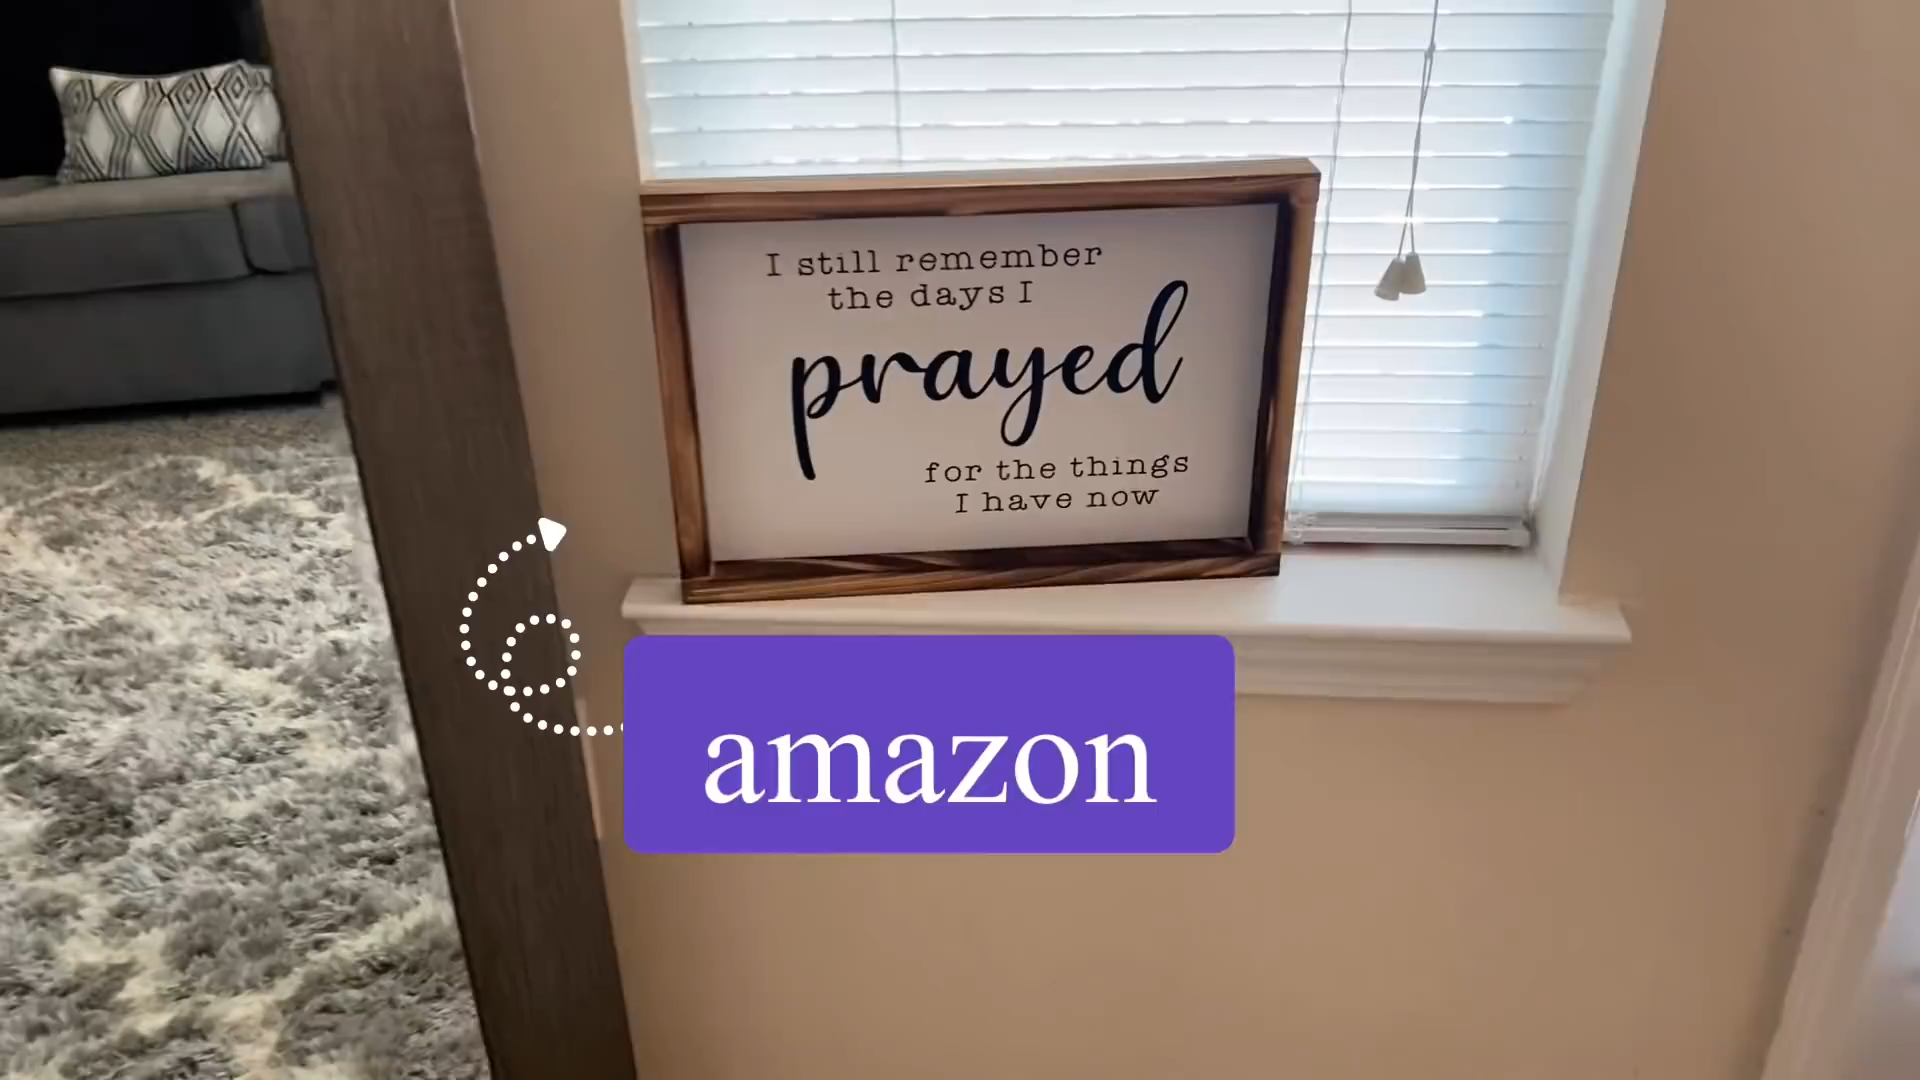 I still remember
the days I
prayed
for the things
I have now
amazon